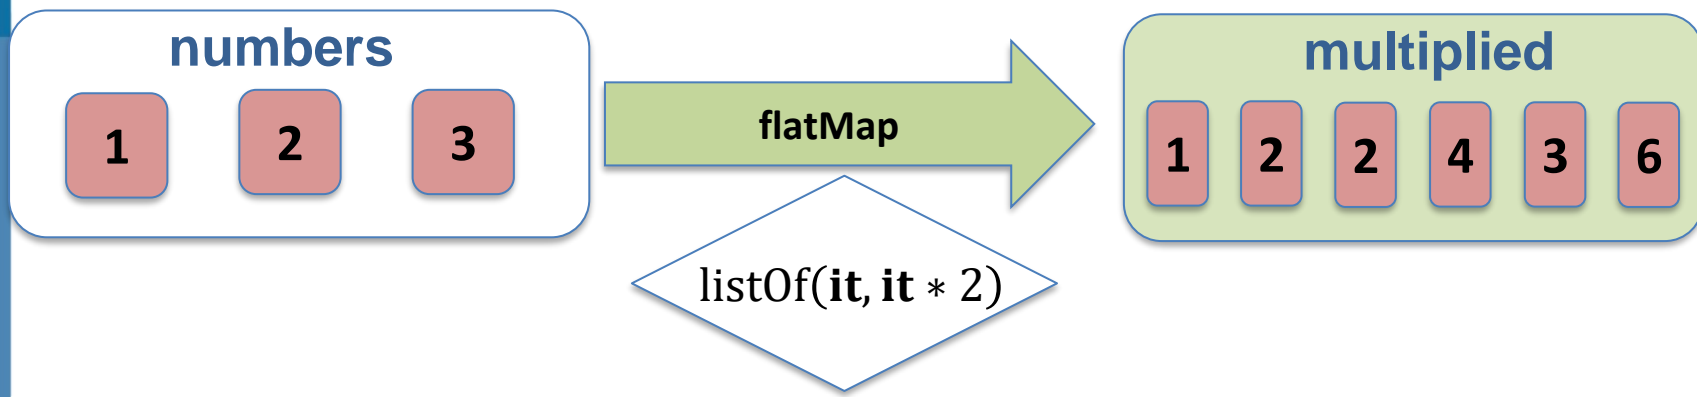 numbers
1 2 3
flatMap
listOf(it, it * 2)
multiplied
1 2 2 4 3 6